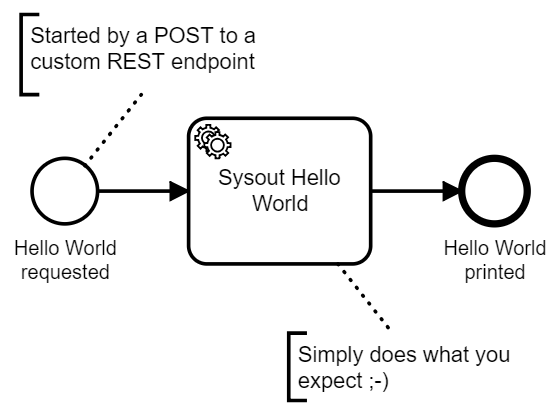 Started by a POST to a
custom REST endpoint
Sysout Hello
World
Hello World
requested
Hello World
printed
Simply does what you
expect ;-)